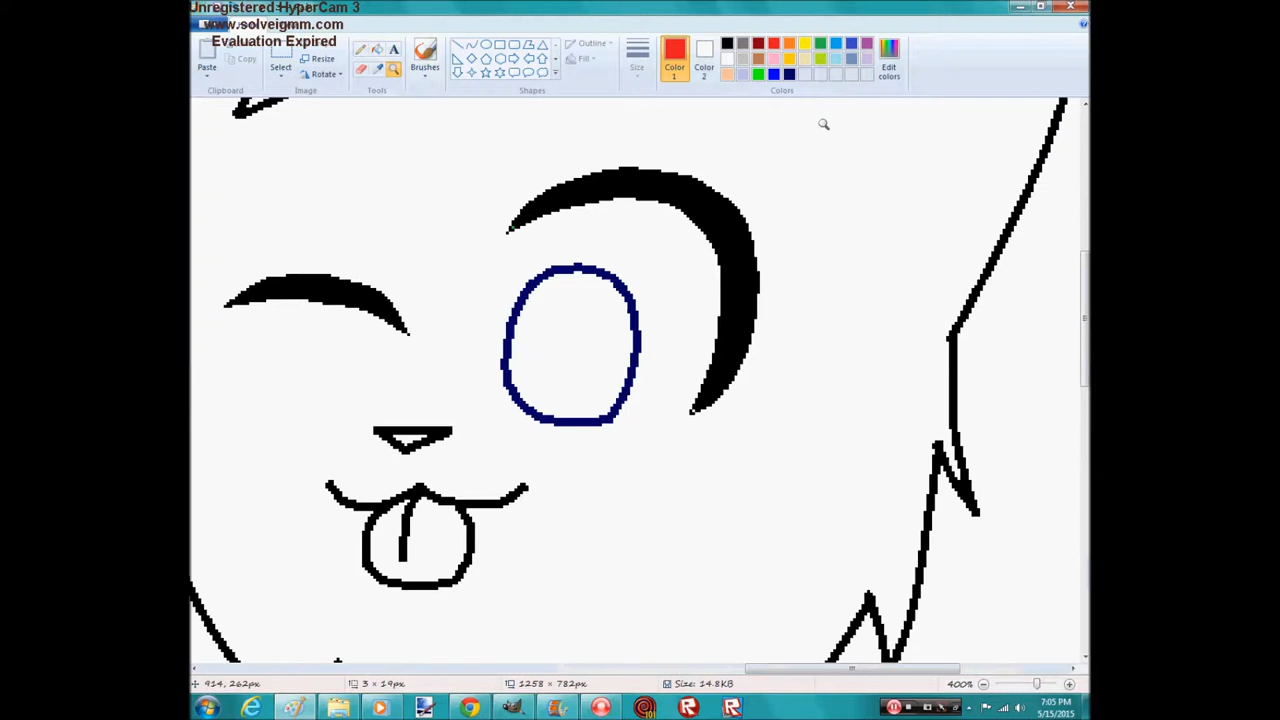 Unregistered HyperCam 3
www.solveigmm.com
Evaluation Expired
Paste
Copy
Select
Resize
Rotate
Brushes
Outline
Fill
Size
Color 1
Color 2
Edit colors
Clipboard
Image
Tools
Shapes
Colors
914, 262px
3 × 19px
1258 × 782px
Size: 14.8KB
400%
7:05 PM
5/15/2015